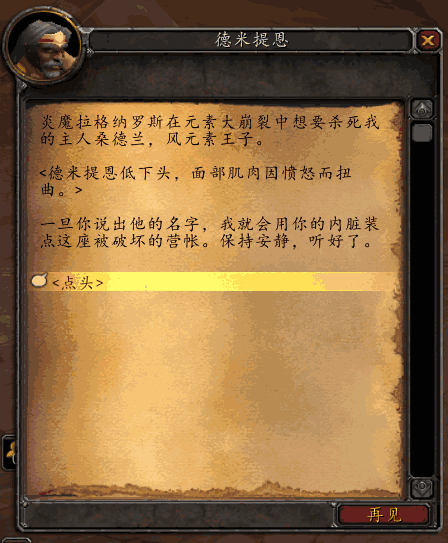 德米提恩
炎魔拉格纳罗斯在元素大崩裂中想要杀死我
的主人桑德兰，风元素王子。
<德米提恩低下头，面部肌肉因愤怒而扭
曲。>
一旦你说出他的名字，我就会用你的内脏装
点这座被破坏的营帐。保持安静，听好了。
<点头>
再见